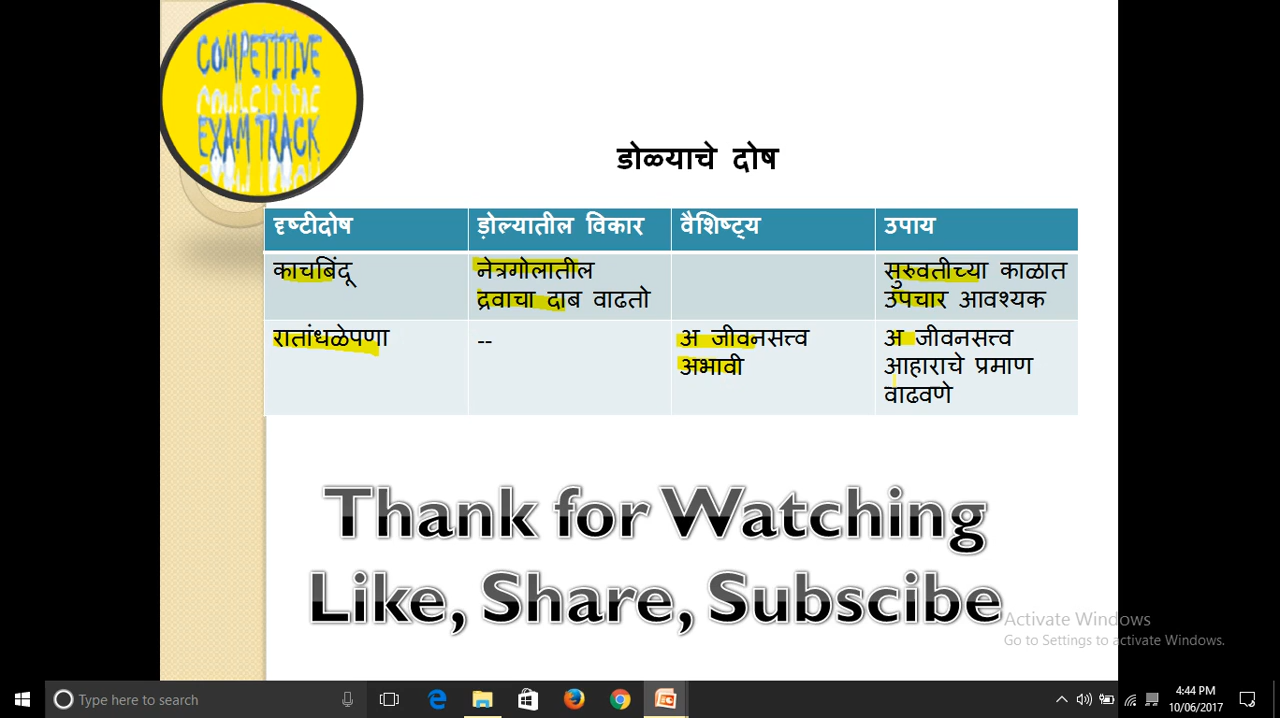 COMPETITIVE
EXAM TRACK
डोळ्याचे दोष
दृष्टीदोष ड़ोल्यातील विकार वैशिष्ट्य उपाय
काचबिंदू नेत्रगोलातील सुरुवतीच्या काळात
द्रवाचा दाब वाढतो उपचार आवश्यक
रातांधळेपणा -- अ जीवनसत्त्व अ जीवनसत्त्व
अभावी आहाराचे प्रमाण
वाढवणे
Thank for Watching
Like, Share, Subscibe
Activate Windows
Go to Settings to activate Windows.
Type here to search
4:44 PM
10/06/2017